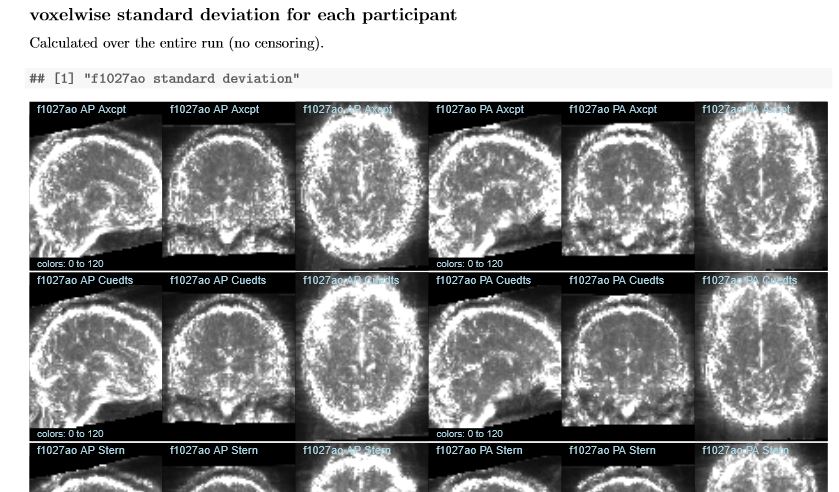 voxelwise standard deviation for each participant
Calculated over the entire run (no censoring).
## [1] "f1027ao standard deviation"
f1027ao AP Axcpt f1027ao AP Axcpt f1027ao AP Axcpt f1027ao PA Axcpt f1027ao PA Axcpt f1027ao PA Axcpt
colors: 0 to 120 colors: 0 to 120
f1027ao AP Cuedts f1027ao AP Cuedts f1027ao AP Cuedts f1027ao PA Cuedts f1027ao PA Cuedts f1027ao PA Cuedts
colors: 0 to 120 colors: 0 to 120
f1027ao AP Stern f1027ao AP Stern f1027ao AP Stern f1027ao PA Stern f1027ao PA Stern f1027ao PA Stern